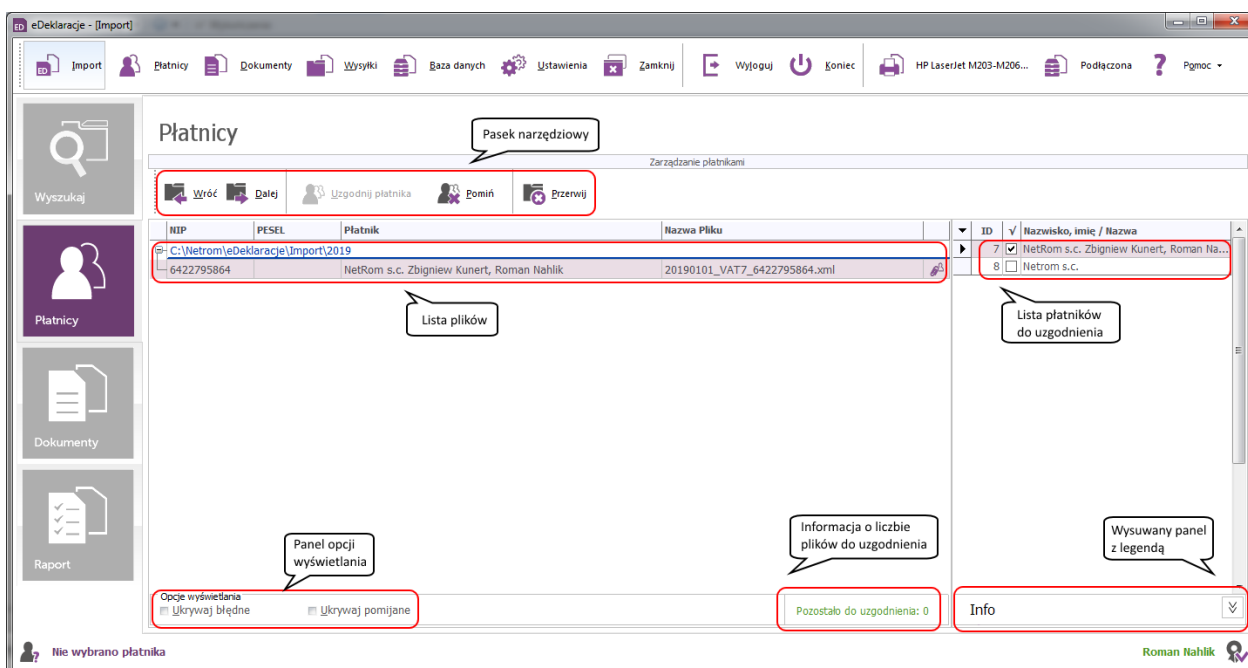 eDeklaracje - [Import]
Import Płatnicy Dokumenty Wysyłki Baza danych Ustawienia Zamknij Wyloguj Koniec HP LaserJet M203-M206... Podłączona Pomoc
Płatnicy
Pasek narzędziowy
Zarządzanie płatnikami
Wyszukaj
Wróć Dalej Uzgodnij płatnika Pomiń Przerwij
NIP PESEL Płatnik Nazwa Pliku ID √ Nazwisko, imię / Nazwa
C:\Netrom\eDeklaracje\Import\2019 7 NetRom s.c. Zbigniew Kunert, Roman Na...
6422795864 NetRom s.c. Zbigniew Kunert, Roman Nahlik 20190101_VAT7_6422795864.xml 8 Netrom s.c.
Lista plików
Lista płatników
do uzgodnienia
Płatnicy
Dokumenty
Informacja o liczbie
plików do uzgodnienia
Wysuwany panel
z legendą
Panel opcji
wyświetlania
Raport
Opcje wyświetlania
Ukrywaj błędne Ukrywaj pomijane Pozostało do uzgodnienia: 0 Info
Nie wybrano płatnika Roman Nahlik